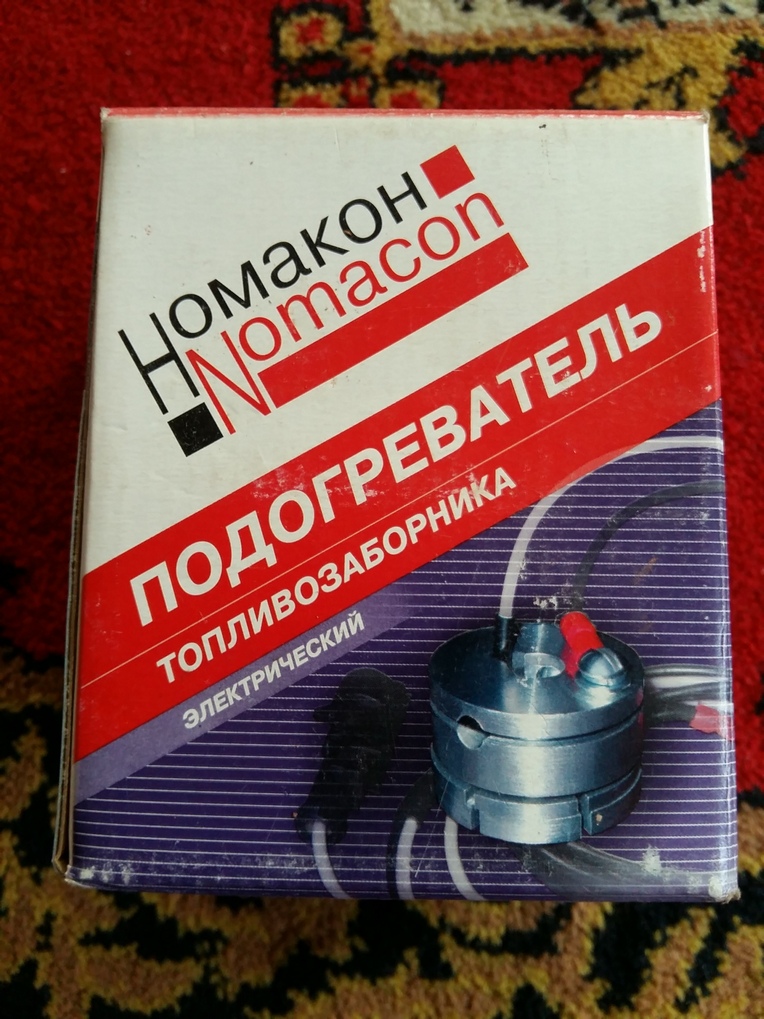 Номакон
Nomacon
ПОДОГРЕВАТЕЛЬ
ТОПЛИВОЗАБОРНИКА
ЭЛЕКТРИЧЕСКИЙ